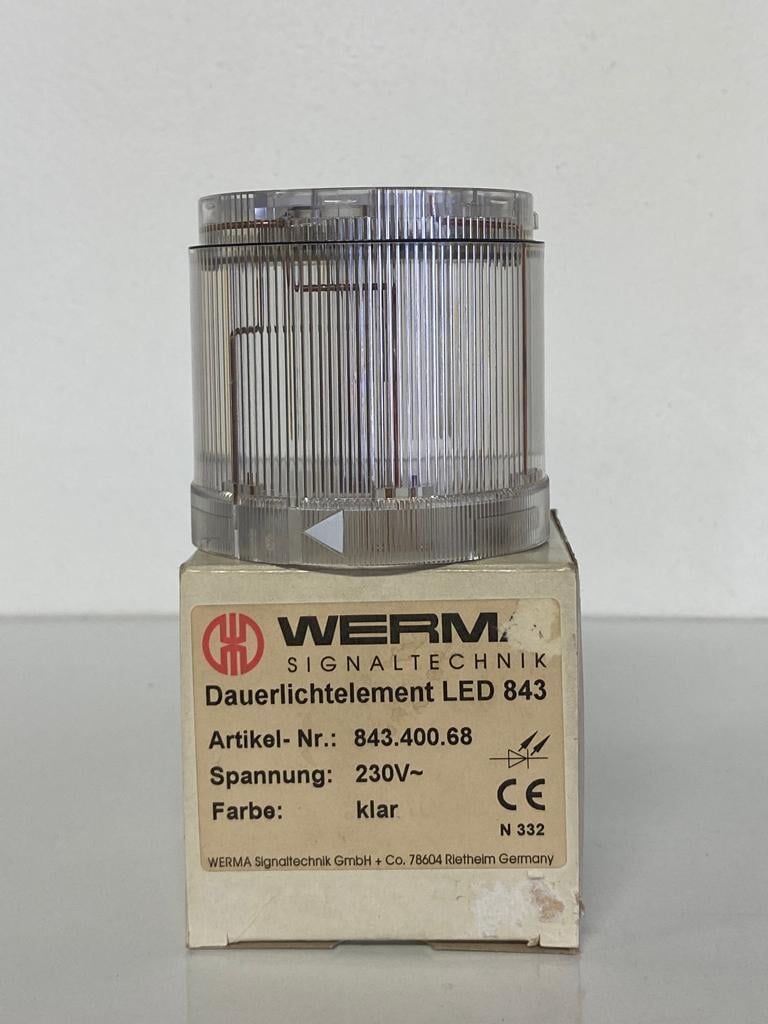 WERMA
SIGNALTECHNIK
Dauerlichtelement LED 843
Artikel- Nr.: 843.400.68
Spannung: 230V~
Farbe: klar
CE
N 332
WERMA Signaltechnik GmbH + Co. 78604 Rietheim Germany